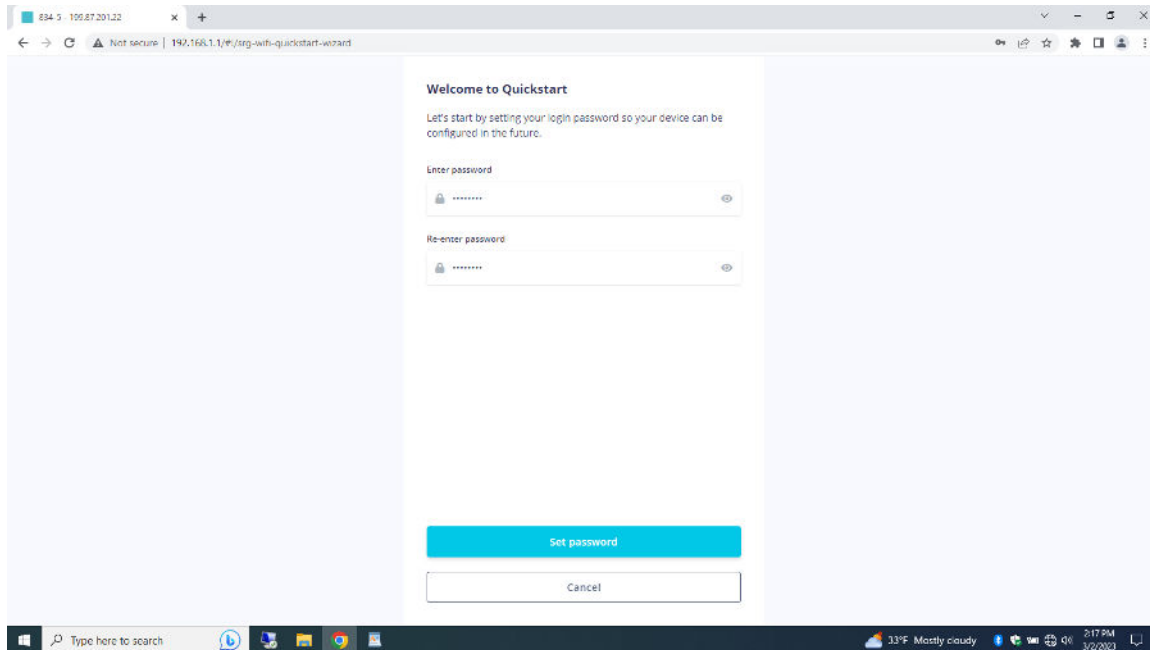 834-5 - 199.87.201.22
Not secure | 192.168.1.1/#/srg-wifi-quickstart-wizard
Welcome to Quickstart
Let's start by setting your login password so your device can be
configured in the future.
Enter password
••••••••
Re-enter password
••••••••
Set password
Cancel
Type here to search
33°F Mostly cloudy
2:17 PM
3/2/2023